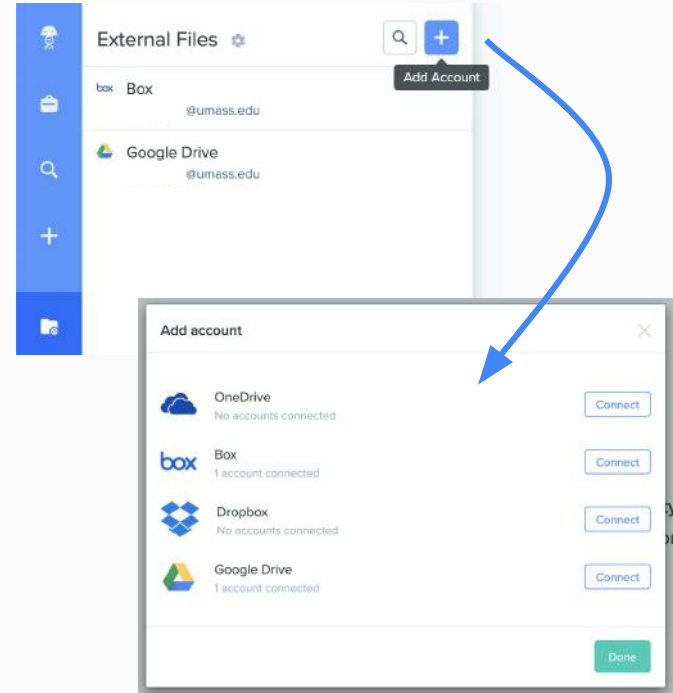 External Files
Add Account
box Box
@umass.edu
Google Drive
@umass.edu
Add account
OneDrive
No accounts connected
Connect
box
Box
1 account connected
Connect
Dropbox
No accounts connected
Connect
Google Drive
1 account connected
Connect
Done